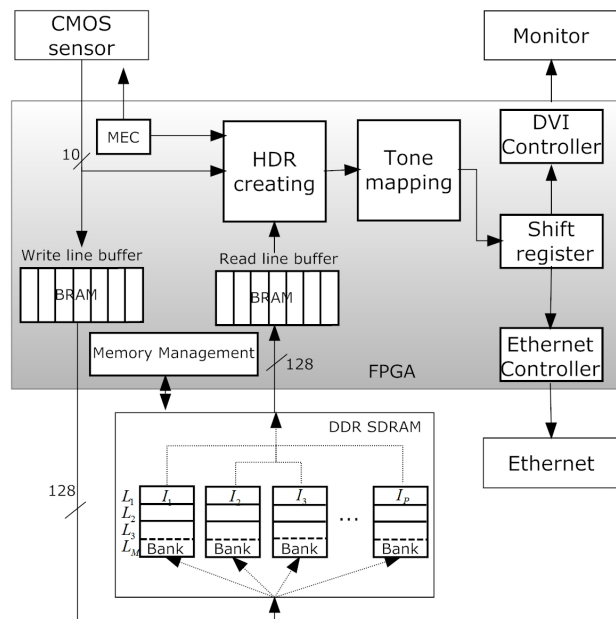 CMOS
sensor
Monitor
MEC
10
HDR
creating
Tone
mapping
DVI
Controller
Shift
register
Write line buffer
BRAM
Read line buffer
BRAM
Memory Management
128
FPGA
Ethernet
Controller
Ethernet
DDR SDRAM
128
L1 I1 I2 I3 IP
L2
L3
...
LM Bank Bank Bank Bank